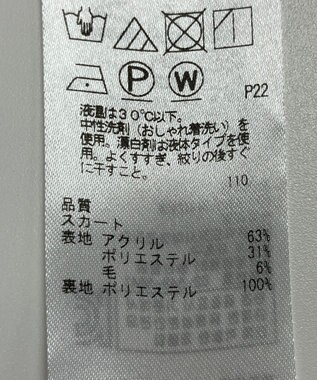 P W
P22
液温は30℃以下。
中性洗剤(おしゃれ着洗い)を
使用。漂白剤は液体タイプを使
用。よくすすぎ、絞りの後すぐ
に干すこと。
110
品質
スカート
表地 アクリル 63%
ポリエステル 31%
毛 6%
裏地 ポリエステル 100%